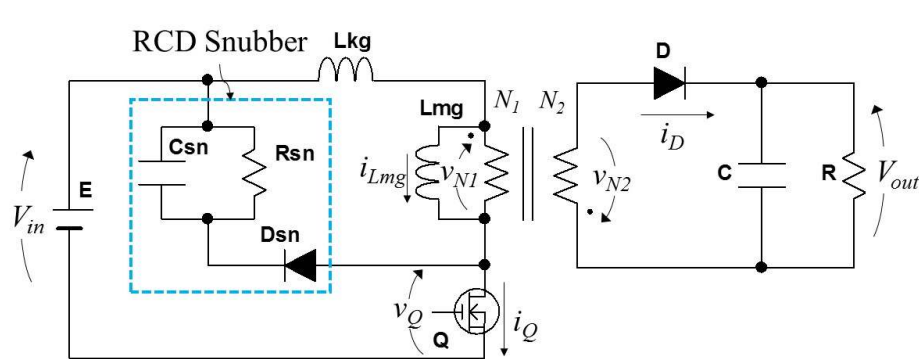 RCD Snubber
Lkg
D
Lmg
N1
N2
Csn
Rsn
iLmg
vN1
vN2
iD
C
R
Vout
Vin
E
Dsn
vQ
Q
iQ